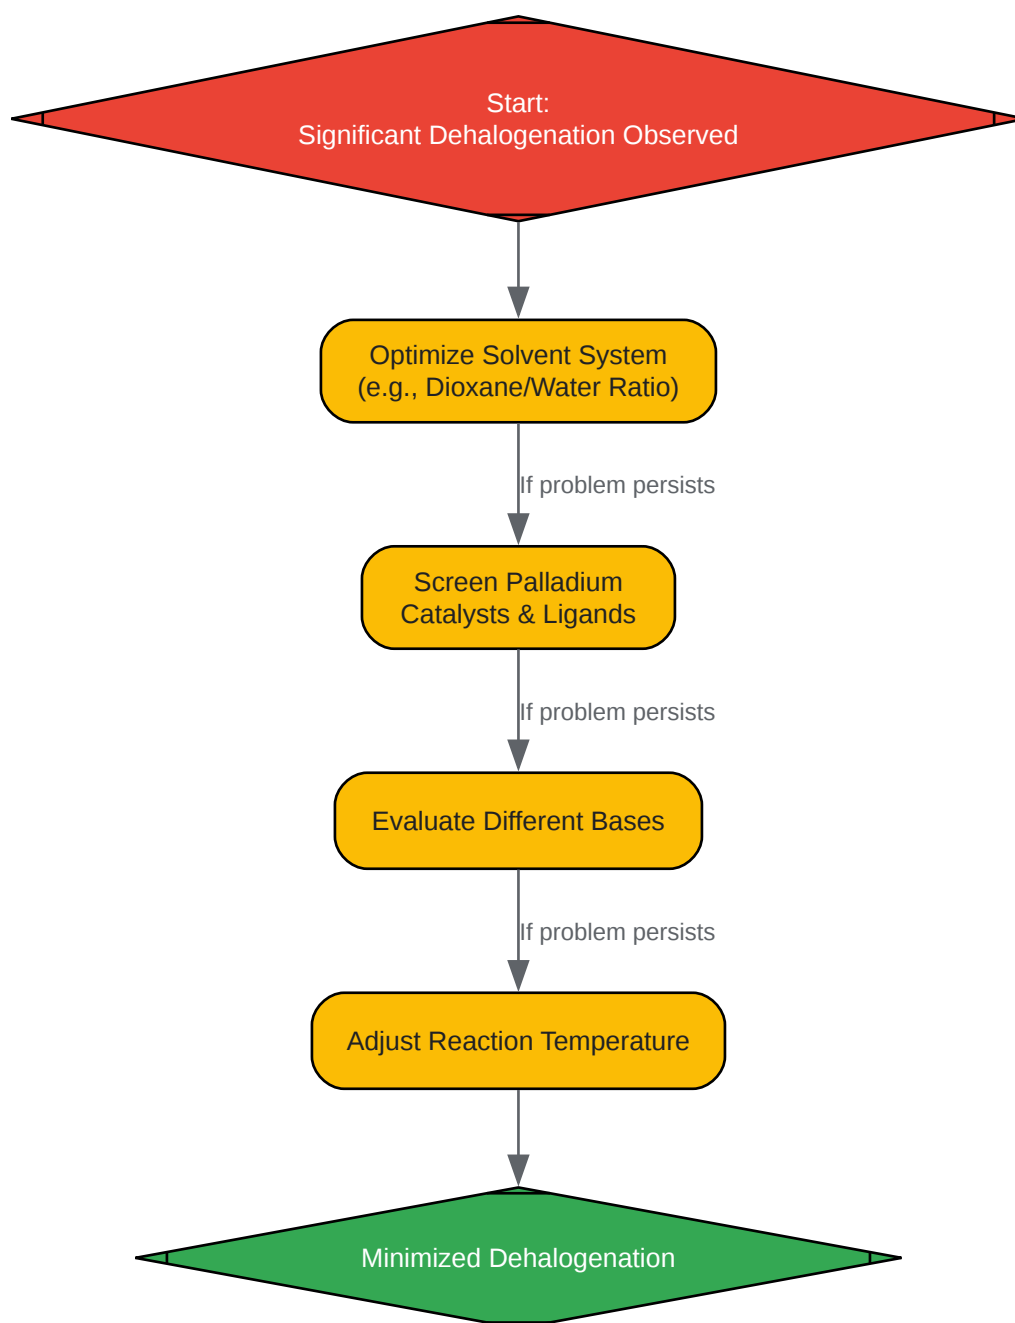 Start:
Significant Dehalogenation Observed
Optimize Solvent System
(e.g., Dioxane/Water Ratio)
If problem persists
Screen Palladium
Catalysts & Ligands
If problem persists
Evaluate Different Bases
If problem persists
Adjust Reaction Temperature
Minimized Dehalogenation